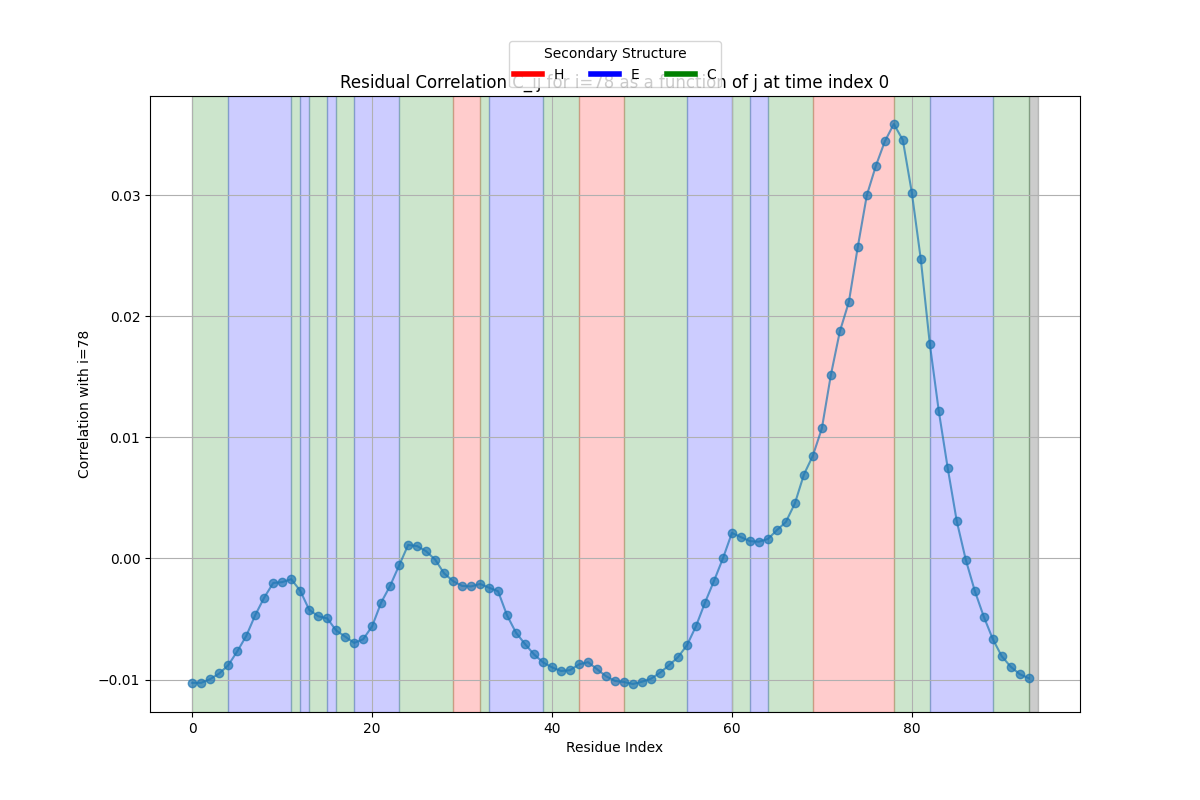 Secondary Structure
H E C
Residual Correlation C_ij for i=78 as a function of j at time index 0
Correlation with i=78
0.03
0.02
0.01
0.00
−0.01
0 20 40 60 80
Residue Index